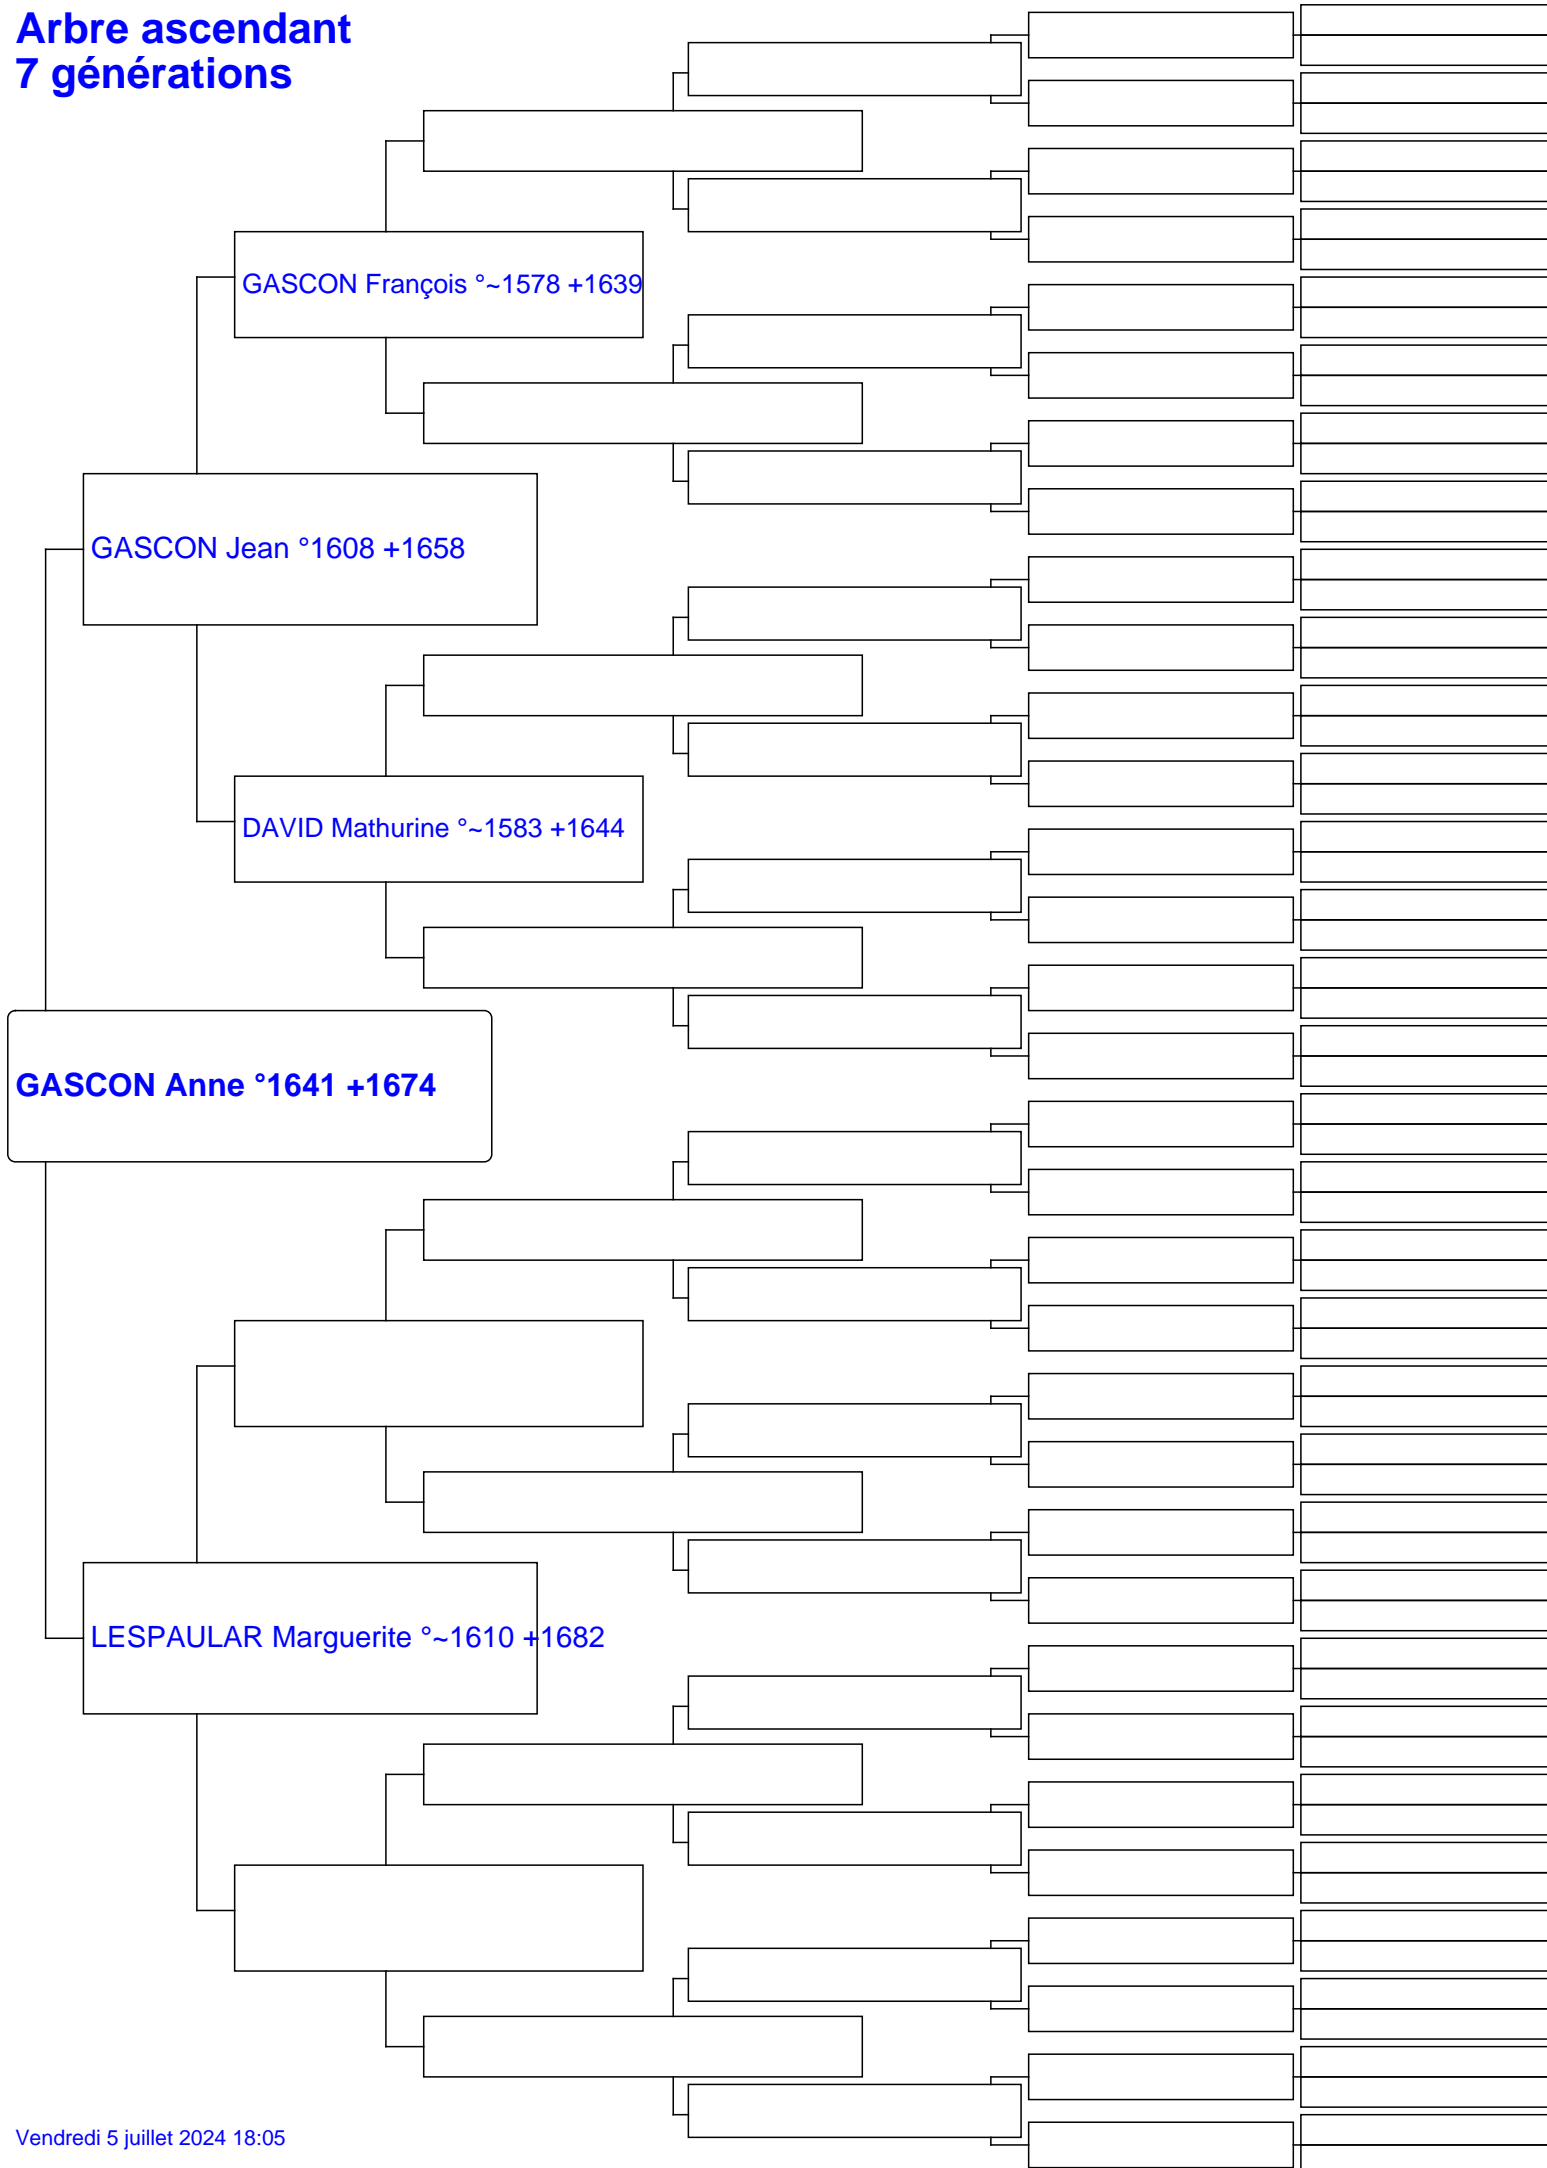 Arbre ascendant
7 générations
GASCON François °~1578 +1639
GASCON Jean °1608 +1658
DAVID Mathurine °~1583 +1644
GASCON Anne °1641 +1674
LESPAULAR Marguerite °~1610 +1682
Vendredi 5 juillet 2024 18:05